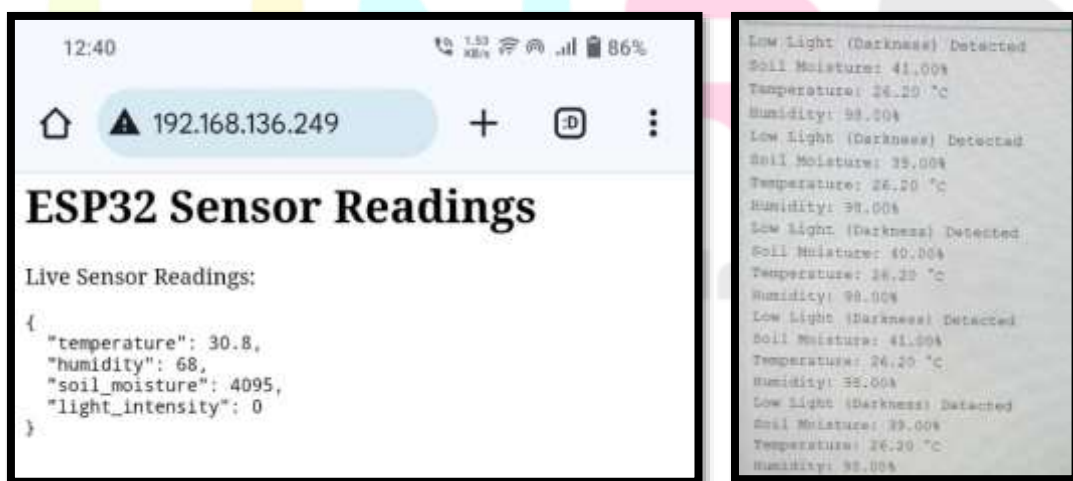 12:40
1.53 KB/s 86%
192.168.136.249
:D
ESP32 Sensor Readings
Live Sensor Readings:
{
"temperature": 30.8,
"humidity": 68,
"soil_moisture": 4095,
"light_intensity": 0
}
Low Light (Darkness) Detected
Soil Moisture: 41.00%
Temperature: 26.20 °C
Humidity: 98.00%
Low Light (Darkness) Detected
Soil Moisture: 39.00%
Temperature: 26.20 °C
Humidity: 98.00%
Low Light (Darkness) Detected
Soil Moisture: 40.00%
Temperature: 26.20 °C
Humidity: 98.00%
Low Light (Darkness) Detected
Soil Moisture: 41.00%
Temperature: 26.20 °C
Humidity: 98.00%
Low Light (Darkness) Detected
Soil Moisture: 39.00%
Temperature: 26.20 °C
Humidity: 98.00%